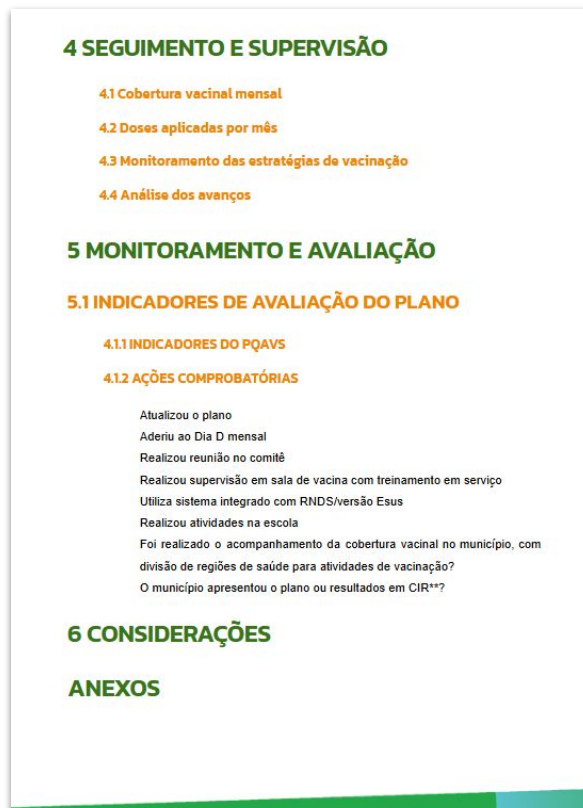 4 SEGUIMENTO E SUPERVISÃO
4.1 Cobertura vacinal mensal
4.2 Doses aplicadas por mês
4.3 Monitoramento das estratégias de vacinação
4.4 Análise dos avanços
5 MONITORAMENTO E AVALIAÇÃO
5.1 INDICADORES DE AVALIAÇÃO DO PLANO
4.1.1 INDICADORES DO PQAVS
4.1.2 AÇÕES COMPROBATÓRIAS
Atualizou o plano
Aderiu ao Dia D mensal
Realizou reunião no comitê
Realizou supervisão em sala de vacina com treinamento em serviço
Utiliza sistema integrado com RNDS/versão Esus
Realizou atividades na escola
Foi realizado o acompanhamento da cobertura vacinal no município, com
divisão de regiões de saúde para atividades de vacinação?
O município apresentou o plano ou resultados em CIR**?
6 CONSIDERAÇÕES
ANEXOS